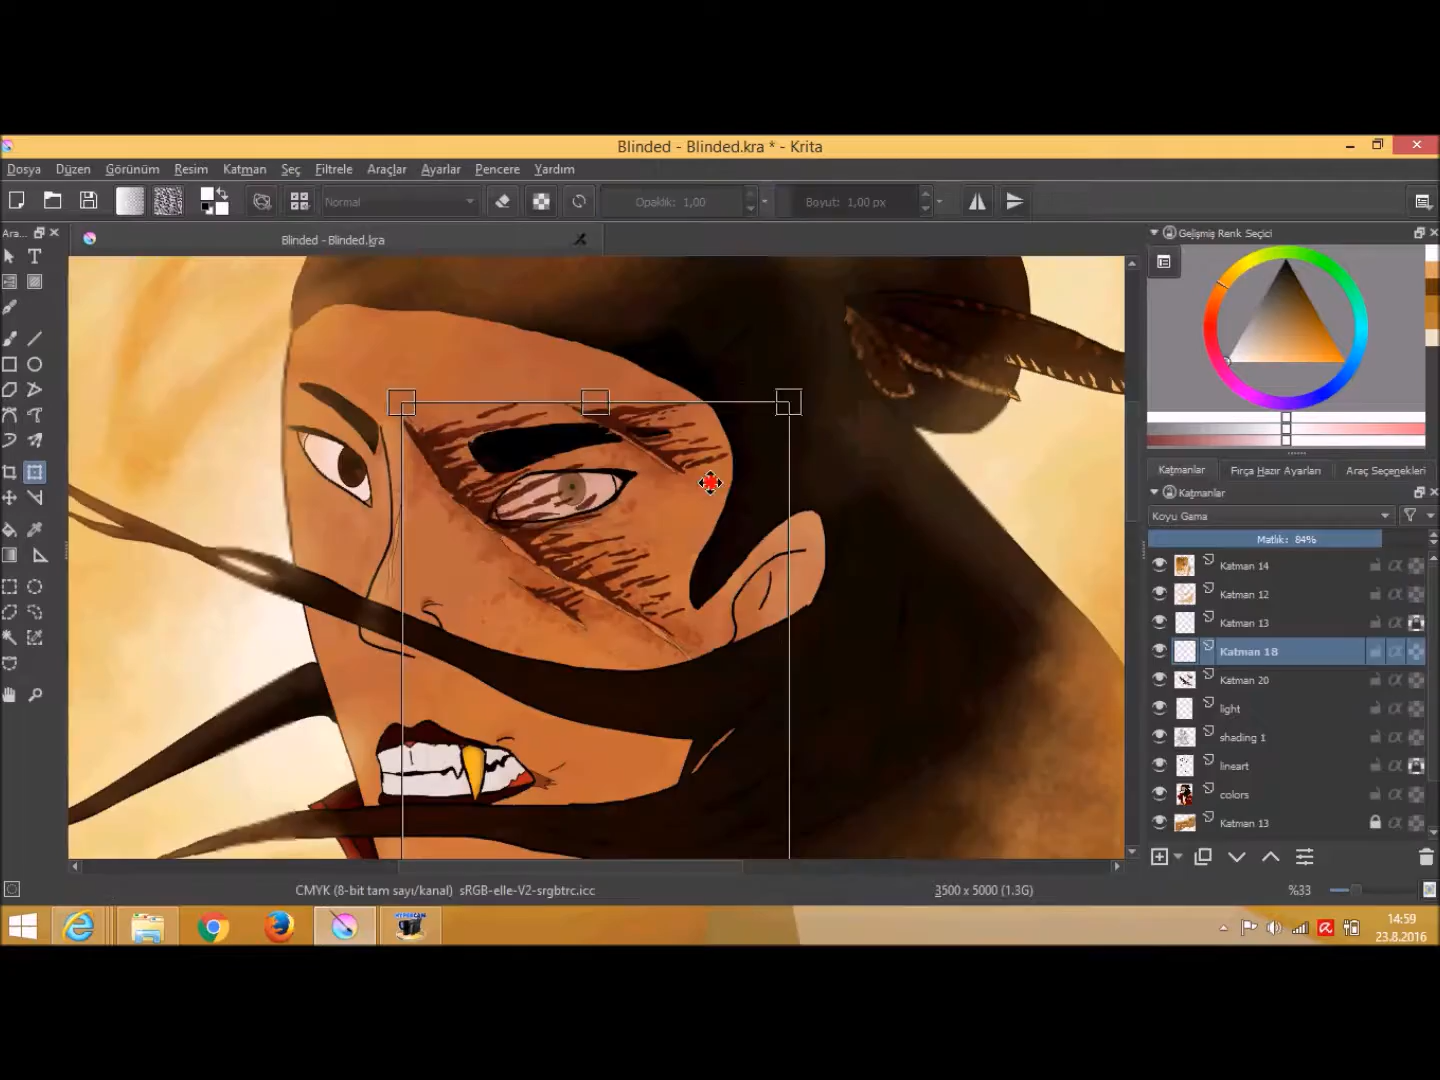 Blinded - Blinded.kra * - Krita
Dosya Düzen Görünüm Resim Katman Seç Filtrele Araçlar Ayarlar Pencere Yardım
Normal Opaklık: 1,00 Boyut: 1,00 px
Ara...
Blinded - Blinded.kra
Gelişmiş Renk Seçici
Katmanlar Fırça Hazır Ayarları Araç Seçenekleri
Katmanlar
Koyu Gama
Matlık: 84%
Katman 14
Katman 12
Katman 13
Katman 18
Katman 20
light
shading 1
lineart
colors
Katman 13
CMYK (8-bit tam sayı/kanal) sRGB-elle-V2-srgbtrc.icc 3500 x 5000 (1.3G) %33
HYPERCAM
14:59
23.8.2016